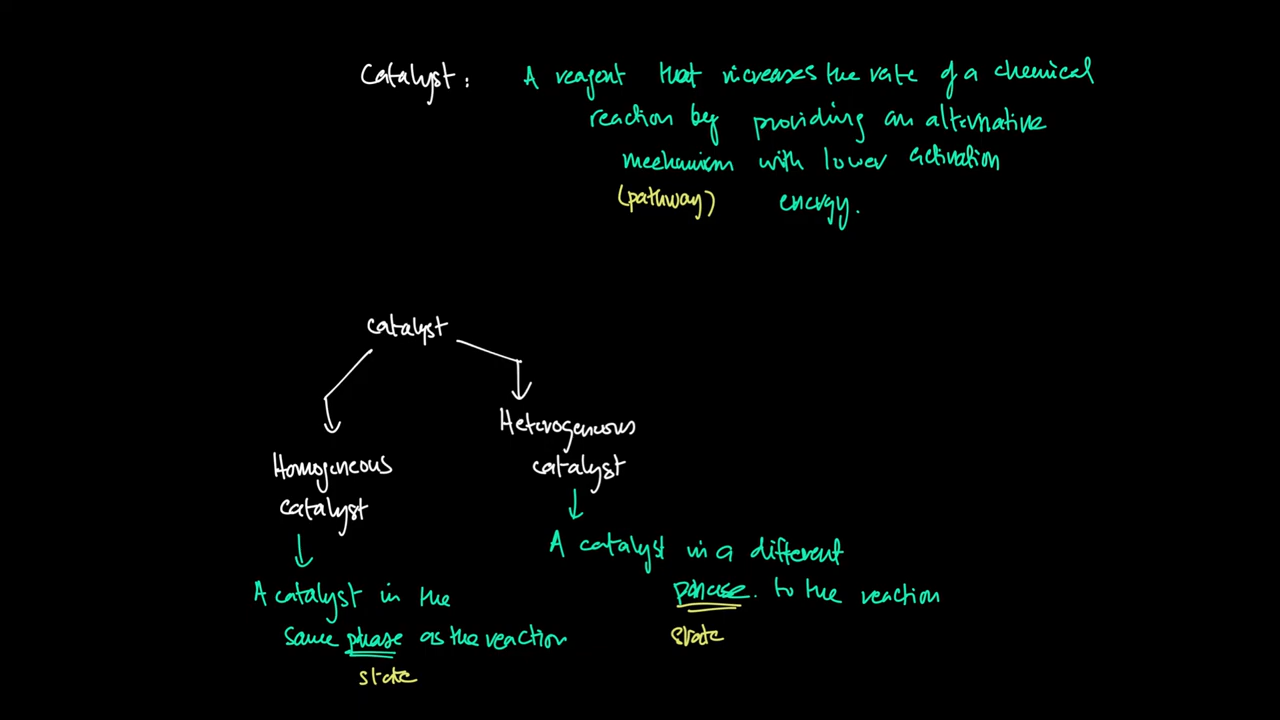 Catalyst: A reagent that increases the rate of a chemical
reaction by providing an alternative
mechanism with lower activation
(pathway) energy.
catalyst
Homogeneous
catalyst
A catalyst in the
same phase as the reaction
state
Heterogeneous
catalyst
A catalyst in a different
phase. to the reaction
state